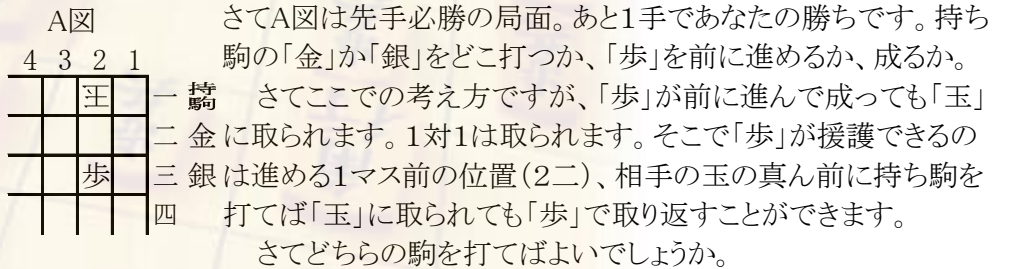 A図
4 3 2 1
王 一 持駒
二 金
歩 三 銀
四
さてA図は先手必勝の局面。あと1手であなたの勝ちです。持ち
駒の「金」か「銀」をどこ打つか、「歩」を前に進めるか、成るか。
さてここでの考え方ですが、「歩」が前に進んで成っても「玉」
に取られます。1対1は取られます。そこで「歩」が援護できるの
は進める1マス前の位置(2二)、相手の玉の真ん前に持ち駒を
打てば「玉」に取られても「歩」で取り返すことができます。
さてどちらの駒を打てばよいでしょうか。